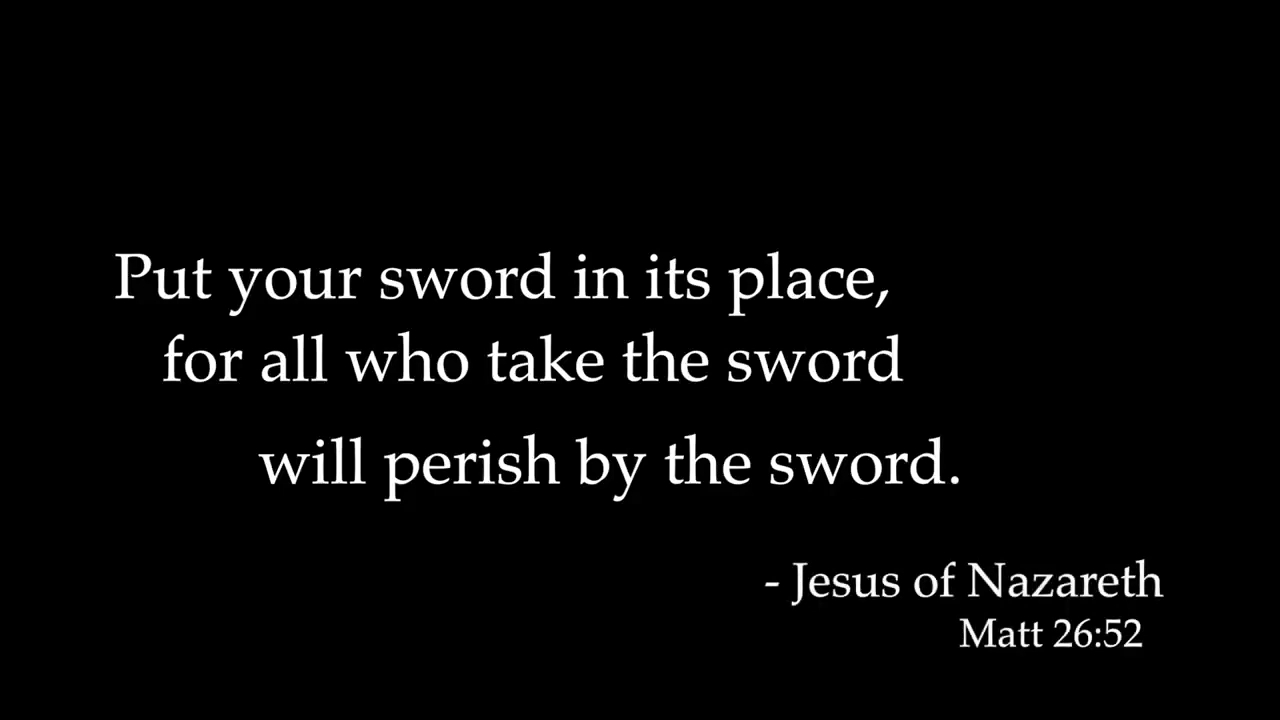 Put your sword in its place,
for all who take the sword
will perish by the sword.
- Jesus of Nazareth
Matt 26:52